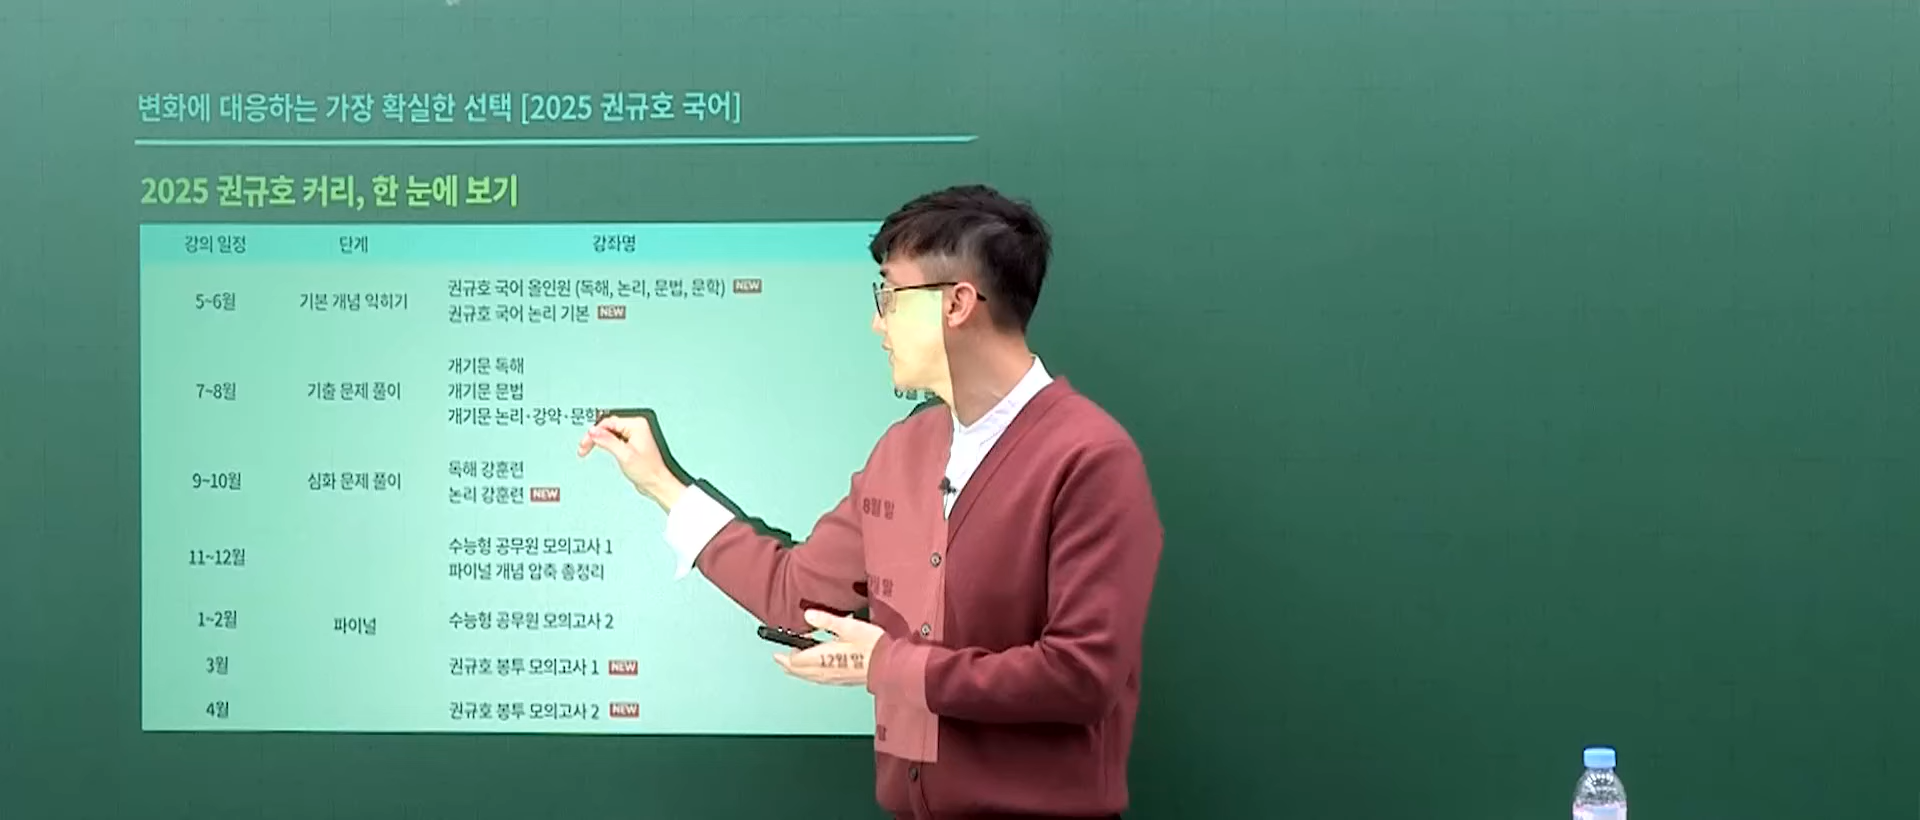 변화에 대응하는 가장 확실한 선택 [2025 권규호 국어]
2025 권규호 커리, 한 눈에 보기
강의 일정 단계 강좌명
5~6월 기본 개념 익히기 권규호 국어 올인원 (독해, 논리, 문법, 문학) NEW
권규호 국어 논리 기본 NEW
7~8월 기출 문제 풀이 개기문 독해
개기문 문법
개기문 논리·강약·문학
9~10월 심화 문제 풀이 독해 강훈련
논리 강훈련 NEW
8월 말
11~12월 수능형 공무원 모의고사 1
파이널 개념 압축 총정리
월 말
1~2월 파이널 수능형 공무원 모의고사 2
3월 권규호 봉투 모의고사 1 NEW
12월 말
4월 권규호 봉투 모의고사 2 NEW
말